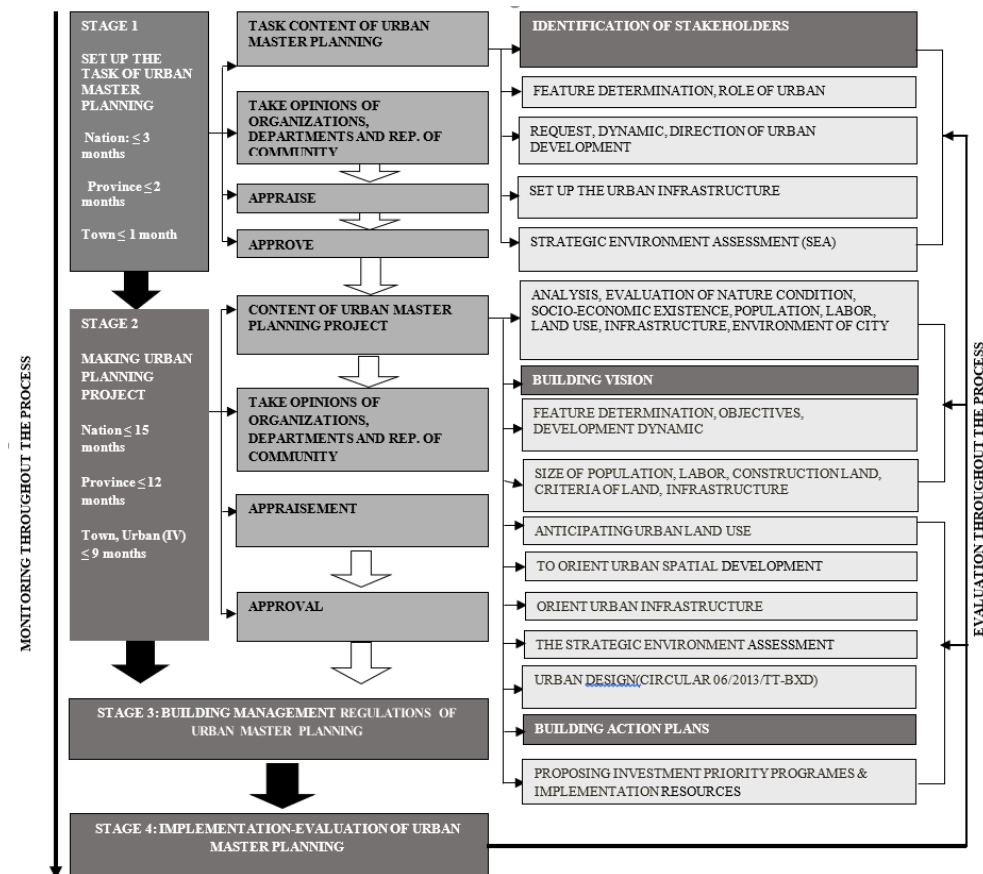 STAGE 1
SET UP THE
TASK OF URBAN
MASTER
PLANNING
Nation: ≤ 3
months
Province ≤ 2
months
Town ≤ 1 month
TASK CONTENT OF URBAN
MASTER PLANNING
TAKE OPINIONS OF
ORGANIZATIONS,
DEPARTMENTS AND REP. OF
COMMUNITY
APPRAISE
APPROVE
IDENTIFICATION OF STAKEHOLDERS
FEATURE DETERMINATION, ROLE OF URBAN
REQUEST, DYNAMIC, DIRECTION OF URBAN
DEVELOPMENT
SET UP THE URBAN INFRASTRUCTURE
STRATEGIC ENVIRONMENT ASSESSMENT (SEA)
STAGE 2
MAKING URBAN
PLANNING
PROJECT
Nation ≤ 15
months
Province ≤ 12
months
Town, Urban (IV)
≤ 9 months
CONTENT OF URBAN MASTER
PLANNING PROJECT
TAKE OPINIONS OF
ORGANIZATIONS,
DEPARTMENTS AND REP. OF
COMMUNITY
APPRAISEMENT
APPROVAL
ANALYSIS, EVALUATION OF NATURE CONDITION,
SOCIO-ECONOMIC EXISTENCE, POPULATION, LABOR,
LAND USE, INFRASTRUCTURE, ENVIRONMENT OF CITY
BUILDING VISION
FEATURE DETERMINATION, OBJECTIVES,
DEVELOPMENT DYNAMIC
SIZE OF POPULATION, LABOR, CONSTRUCTION LAND,
CRITERIA OF LAND, INFRASTRUCTURE
ANTICIPATING URBAN LAND USE
TO ORIENT URBAN SPATIAL DEVELOPMENT
ORIENT URBAN INFRASTRUCTURE
THE STRATEGIC ENVIRONMENT ASSESSMENT
URBAN DESIGN(CIRCULAR 06/2013/TT-BXD)
BUILDING ACTION PLANS
PROPOSING INVESTMENT PRIORITY PROGRAMES &
IMPLEMENTATION RESOURCES
STAGE 3: BUILDING MANAGEMENT REGULATIONS OF
URBAN MASTER PLANNING
STAGE 4: IMPLEMENTATION-EVALUATION OF URBAN
MASTER PLANNING
MONITORING THROUGHOUT THE PROCESS
EVALUATION THROUGHOUT THE PROCESS